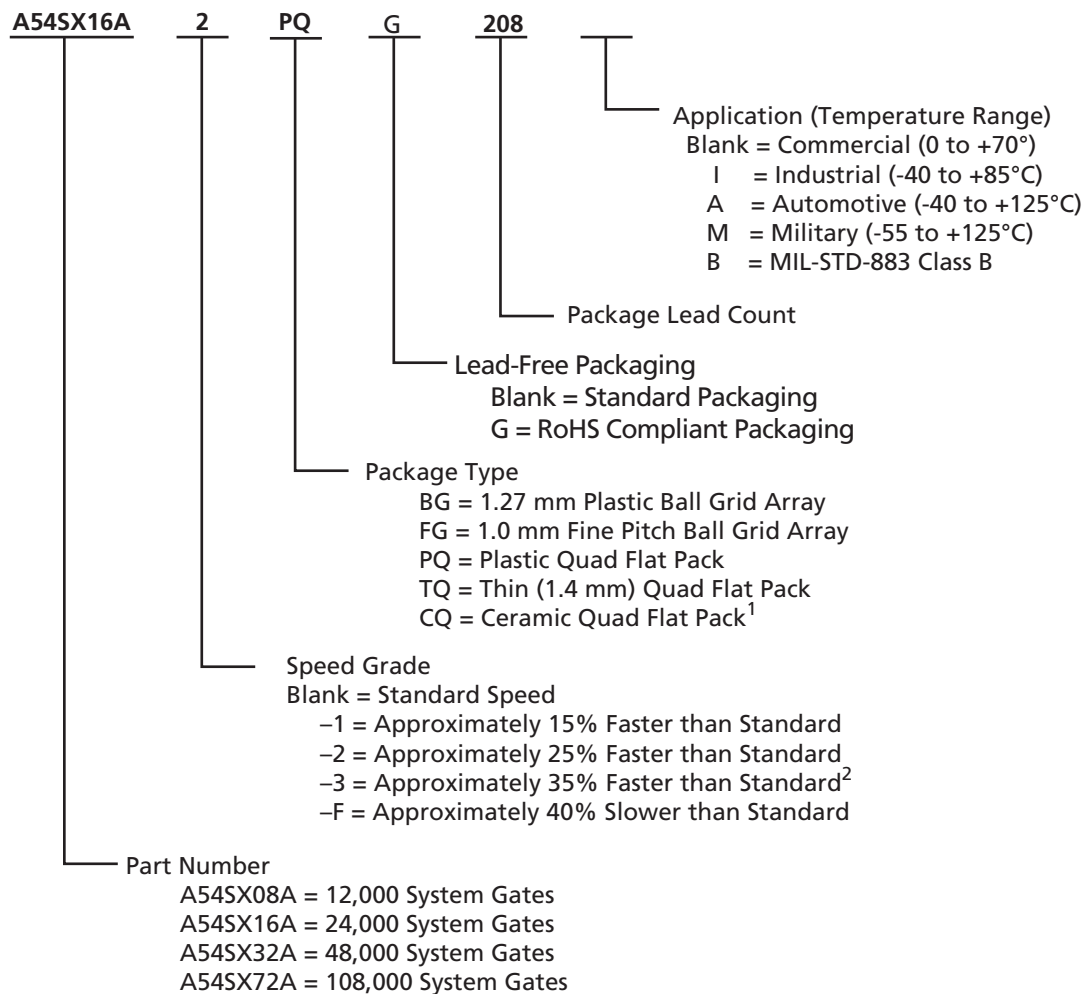 A54SX16A 2 PQ G 208
Application (Temperature Range)
Blank = Commercial (0 to +70°)
I = Industrial (-40 to +85°C)
A = Automotive (-40 to +125°C)
M = Military (-55 to +125°C)
B = MIL-STD-883 Class B
Package Lead Count
Lead-Free Packaging
Blank = Standard Packaging
G = RoHS Compliant Packaging
Package Type
BG = 1.27 mm Plastic Ball Grid Array
FG = 1.0 mm Fine Pitch Ball Grid Array
PQ = Plastic Quad Flat Pack
TQ = Thin (1.4 mm) Quad Flat Pack
CQ = Ceramic Quad Flat Pack1
Speed Grade
Blank = Standard Speed
–1 = Approximately 15% Faster than Standard
–2 = Approximately 25% Faster than Standard
–3 = Approximately 35% Faster than Standard2
–F = Approximately 40% Slower than Standard
Part Number
A54SX08A = 12,000 System Gates
A54SX16A = 24,000 System Gates
A54SX32A = 48,000 System Gates
A54SX72A = 108,000 System Gates